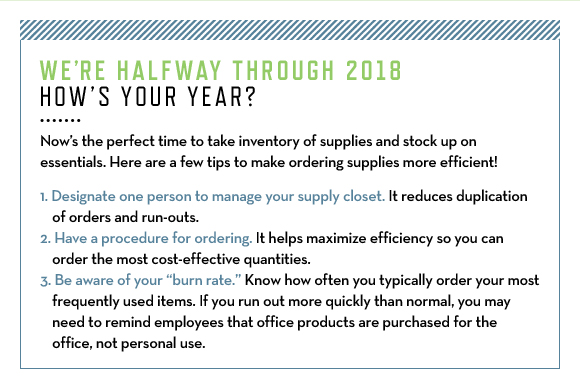 WE'RE HALFWAY THROUGH 2018
HOW'S YOUR YEAR?
Now's the perfect time to take inventory of supplies and stock up on
essentials. Here are a few tips to make ordering supplies more efficient!
1. Designate one person to manage your supply closet. It reduces duplication
of orders and run-outs.
2. Have a procedure for ordering. It helps maximize efficiency so you can
order the most cost-effective quantities.
3. Be aware of your “burn rate.” Know how often you typically order your most
frequently used items. If you run out more quickly than normal, you may
need to remind employees that office products are purchased for the
office, not personal use.